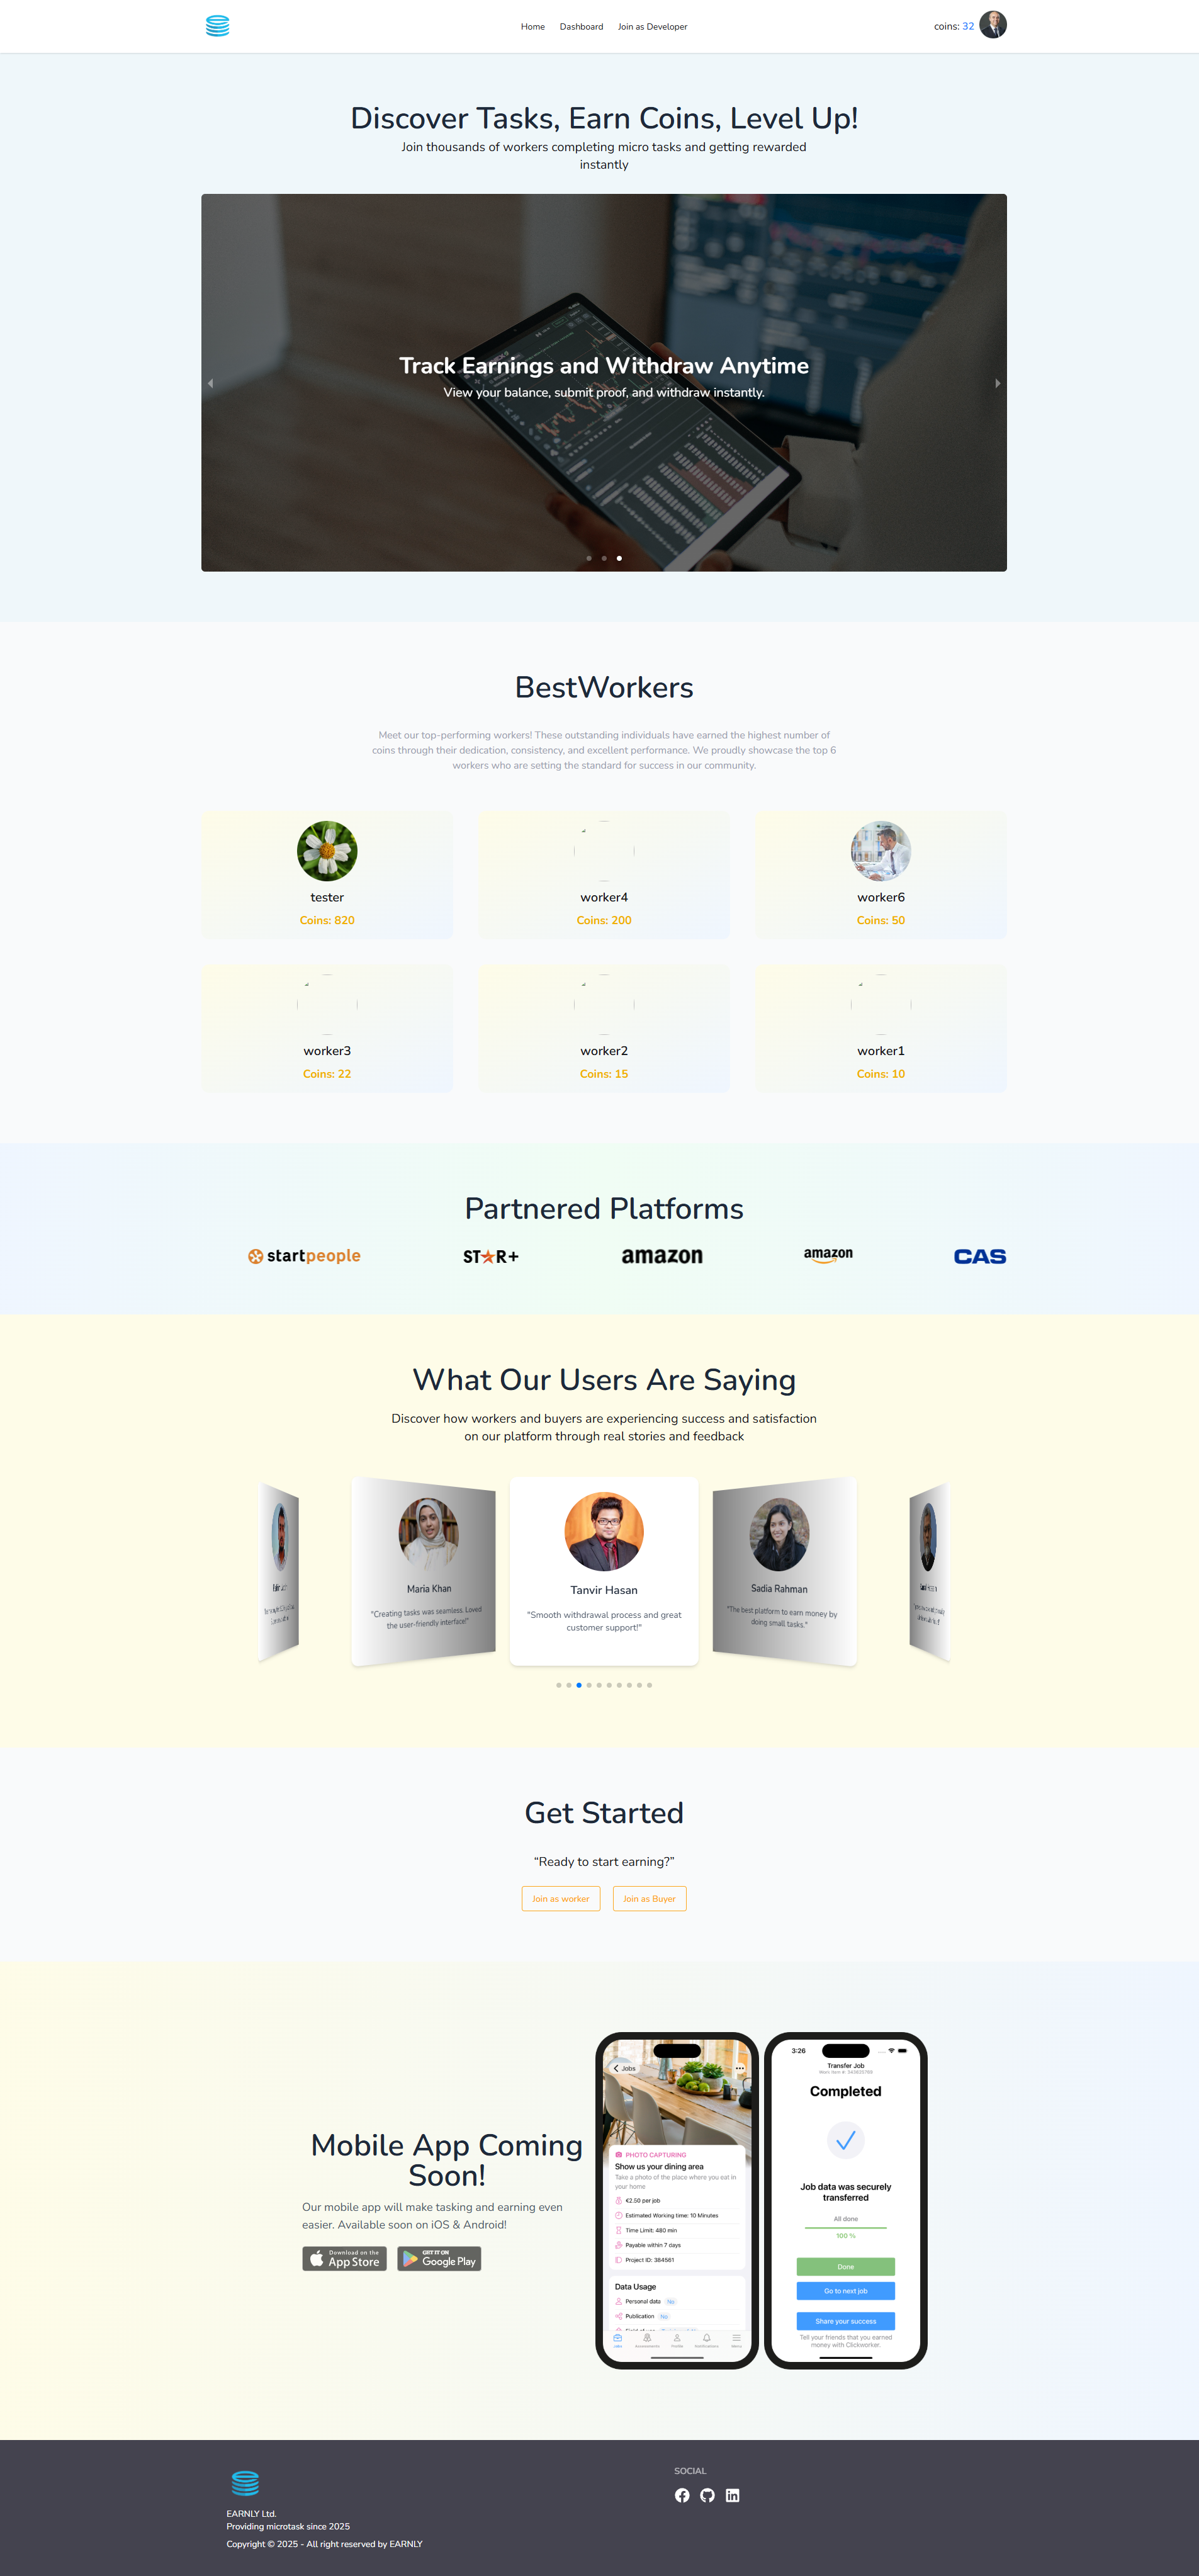 Home Dashboard Join as Developer
coins: 32
Discover Tasks, Earn Coins, Level Up!
Join thousands of workers completing micro tasks and getting rewarded
instantly
Track Earnings and Withdraw Anytime
View your balance, submit proof, and withdraw instantly.
BestWorkers
Meet our top-performing workers! These outstanding individuals have earned the highest number of
coins through their dedication, consistency, and excellent performance. We proudly showcase the top 6
workers who are setting the standard for success in our community.
tester
Coins: 820
worker4
Coins: 200
worker6
Coins: 50
worker3
Coins: 22
worker2
Coins: 15
worker1
Coins: 10
Partnered Platforms
startpeople
ST★R+
amazon
amazon
CAS
What Our Users Are Saying
Discover how workers and buyers are experiencing success and satisfaction
on our platform through real stories and feedback
Maria Khan
"Creating tasks was seamless. Loved
the user-friendly interface!"
Tanvir Hasan
"Smooth withdrawal process and great
customer support!"
Sadia Rahman
"The best platform to earn money by
doing small tasks."
Get Started
“Ready to start earning?”
Join as worker
Join as Buyer
Mobile App Coming
Soon!
Our mobile app will make tasking and earning even
easier. Available soon on iOS & Android!
Download on the
App Store
GET IT ON
Google Play
Jobs
PHOTO CAPTURING
Show us your dining area
Take a photo of the place where you eat in
your home
€2.50 per job
Estimated Working time: 10 Minutes
Time Limit: 480 min
Payable within 7 days
Project ID: 364561
Data Usage
Personal data No
Publication No
Jobs Assessments Profile Notifications Menu
3:26
Transfer Job
Completed
Job data was securely
transferred
All done
100 %
Done
Go to next job
Share your success
Tell your friends that you earned
money with Clickworker.
EARNLY Ltd.
Providing microtask since 2025
Copyright © 2025 - All right reserved by EARNLY
SOCIAL